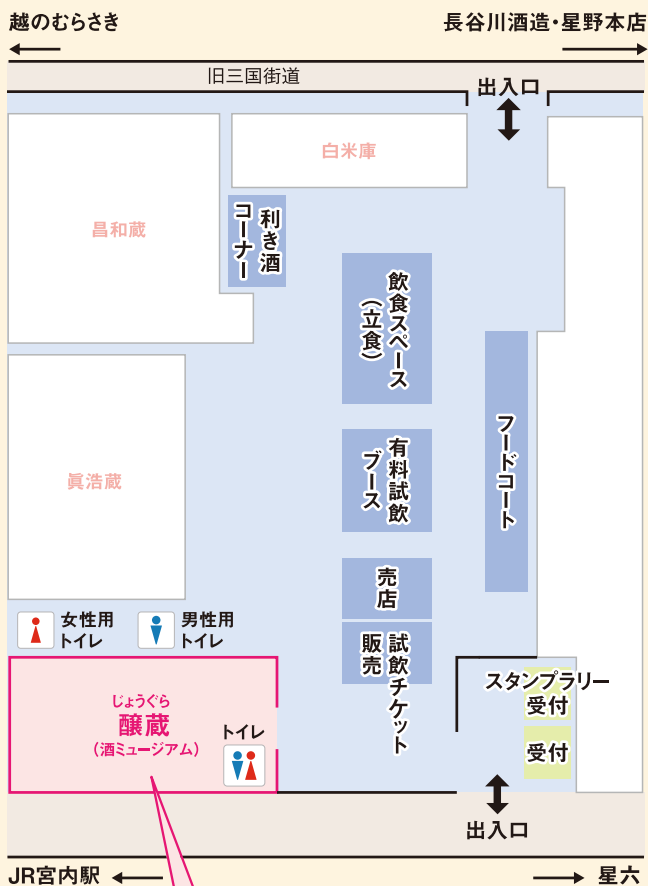 越のむらさき
長谷川酒造・星野本店
旧三国街道
出入口
白米庫
昌和蔵
利き酒
コーナー
飲食スペース
（立食）
眞浩蔵
フードコート
有料試飲
ブース
売店
試飲チケット
販売
女性用
トイレ
男性用
トイレ
じょうぐら
醸蔵
（酒ミュージアム）
トイレ
スタンプラリー
受付
受付
出入口
JR宮内駅
星六